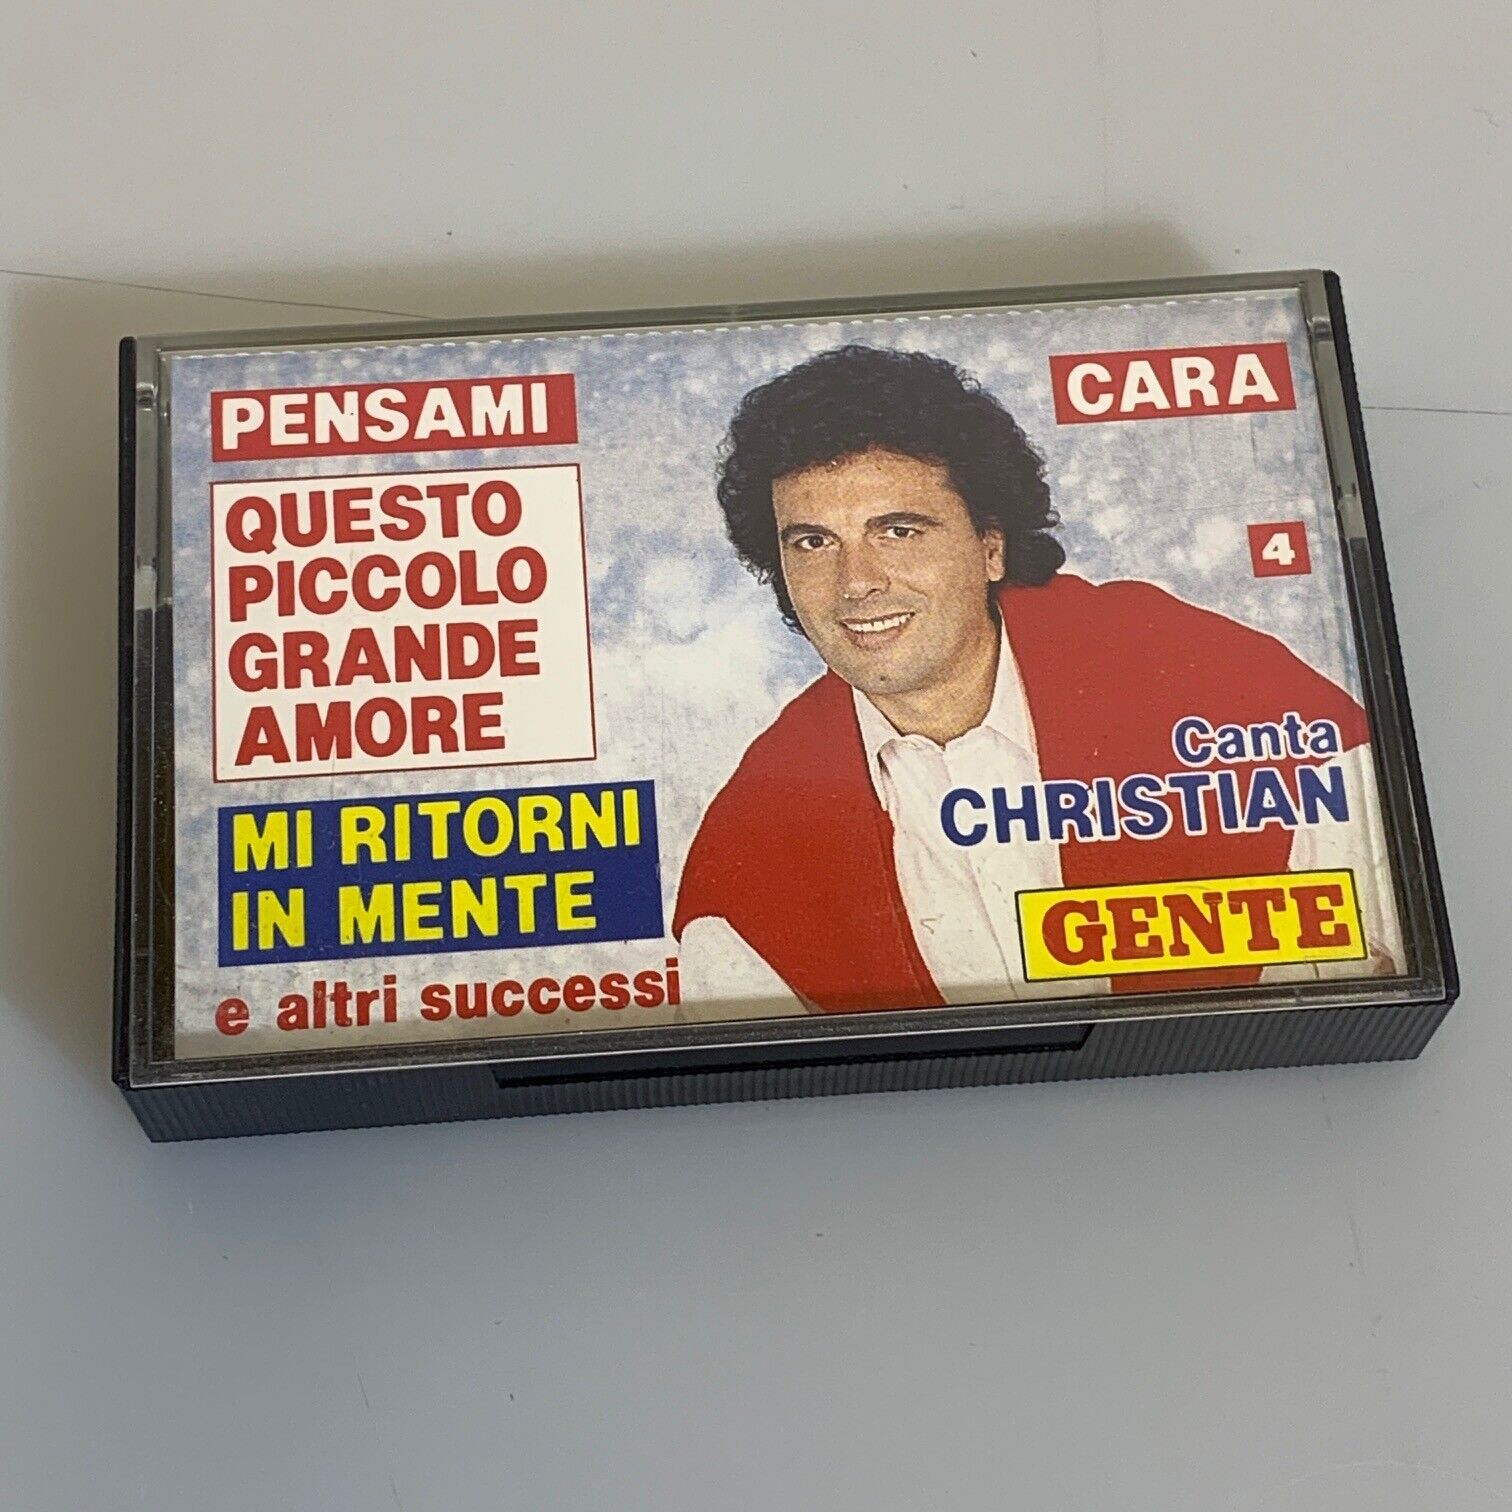 PENSAMI
QUESTO
PICCOLO
GRANDE
AMORE
MI RITORNI
IN MENTE
e altri successi
CARA
4
Canta
CHRISTIAN
GENTE